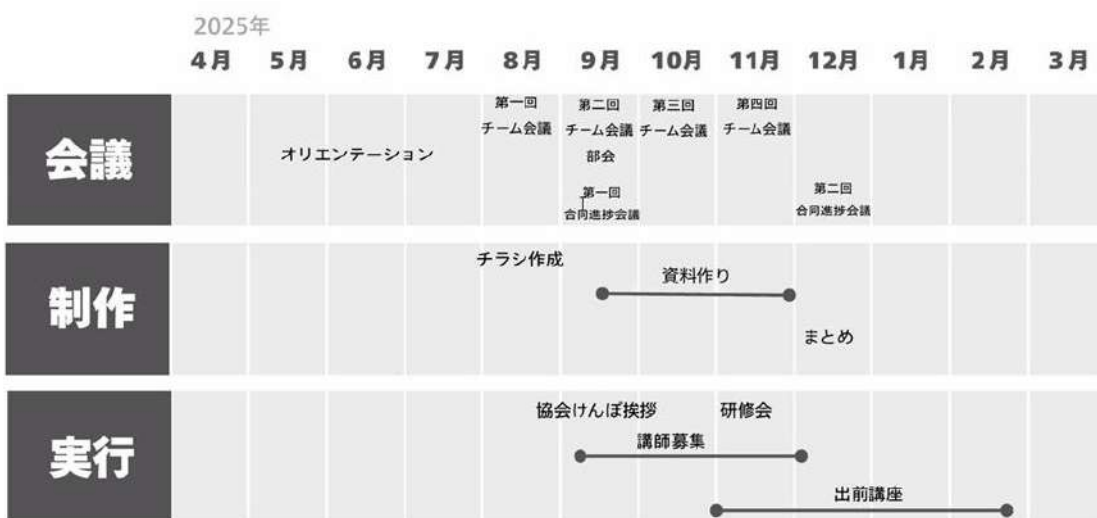 2025年
4月 5月 6月 7月 8月 9月 10月 11月 12月 1月 2月 3月
会議
オリエンテーション
第一回
チーム会議
第二回
チーム会議
部会
第一回
合同進捗会議
第三回
チーム会議
第四回
チーム会議
第二回
合同進捗会議
制作
チラシ作成
資料作り
まとめ
実行
協会けんぽ挨拶
研修会
講師募集
出前講座